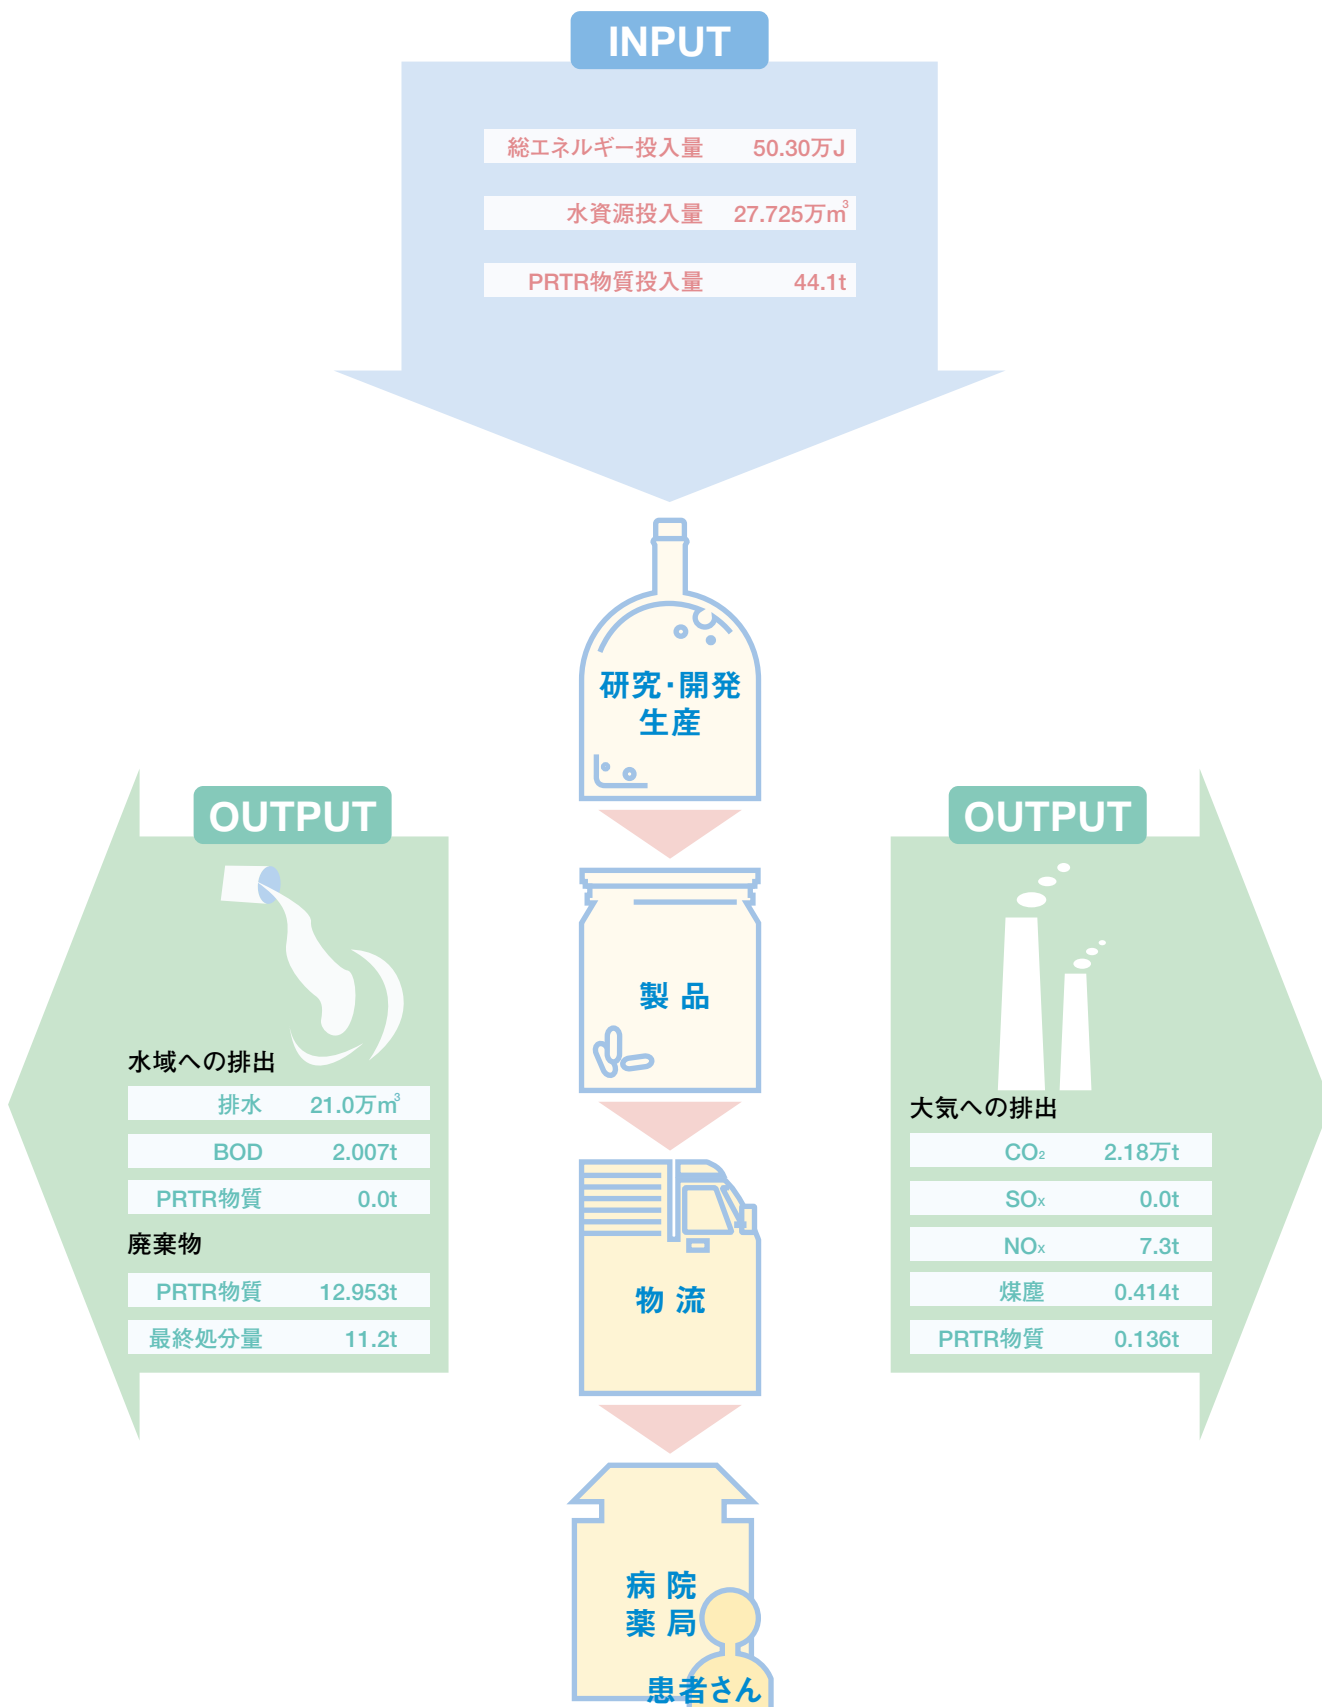 INPUT
総エネルギー投入量 50.30万J
水資源投入量 27.725万m³
PRTR物質投入量 44.1t
研究・開発
生産
OUTPUT
水域への排出
排水 21.0万m³
BOD 2.007t
PRTR物質 0.0t
廃棄物
PRTR物質 12.953t
最終処分量 11.2t
製品
物流
病院
薬局
患者さん
OUTPUT
大気への排出
CO₂ 2.18万t
SOx 0.0t
NOx 7.3t
煤塵 0.414t
PRTR物質 0.136t